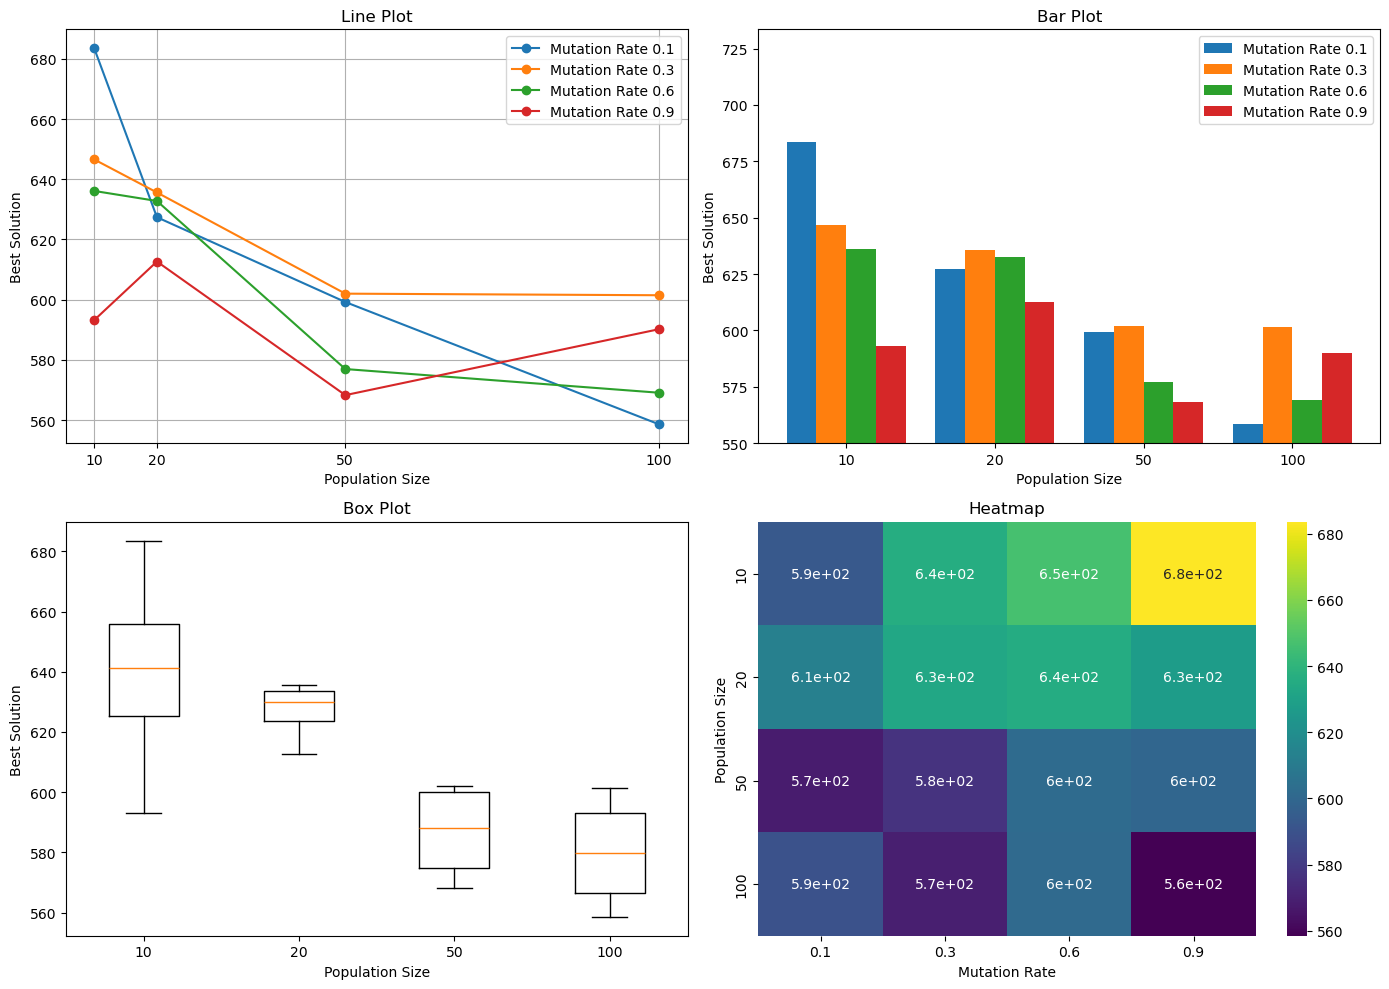 Line Plot
680
660
640
620
600
580
560
Best Solution
10
20
50
100
Population Size
Mutation Rate 0.1
Mutation Rate 0.3
Mutation Rate 0.6
Mutation Rate 0.9
Bar Plot
725
700
675
650
625
600
575
550
Best Solution
10
20
50
100
Population Size
Mutation Rate 0.1
Mutation Rate 0.3
Mutation Rate 0.6
Mutation Rate 0.9
Box Plot
680
660
640
620
600
580
560
Best Solution
10
20
50
100
Population Size
Heatmap
10
20
50
100
Population Size
5.9e+02 6.4e+02 6.5e+02 6.8e+02
6.1e+02 6.3e+02 6.4e+02 6.3e+02
5.7e+02 5.8e+02 6e+02 6e+02
5.9e+02 5.7e+02 6e+02 5.6e+02
0.1
0.3
0.6
0.9
Mutation Rate
680
660
640
620
600
580
560